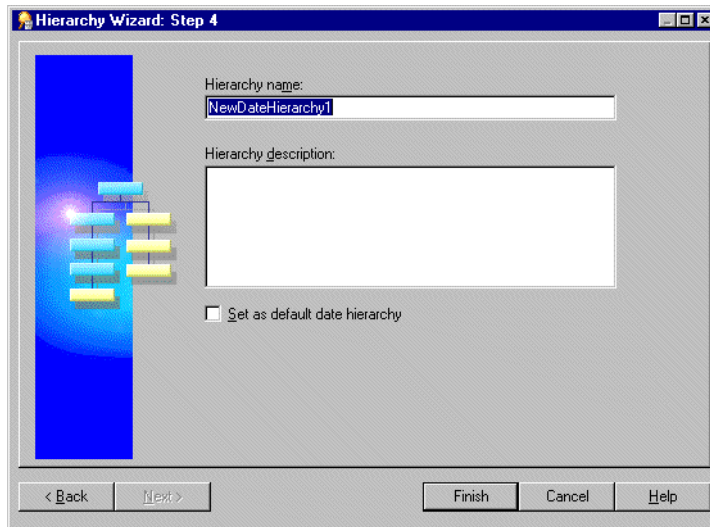 Hierarchy Wizard: Step 4
Hierarchy name:
NewDateHierarchy1
Hierarchy description:
Set as default date hierarchy
< Back Next > Finish Cancel Help